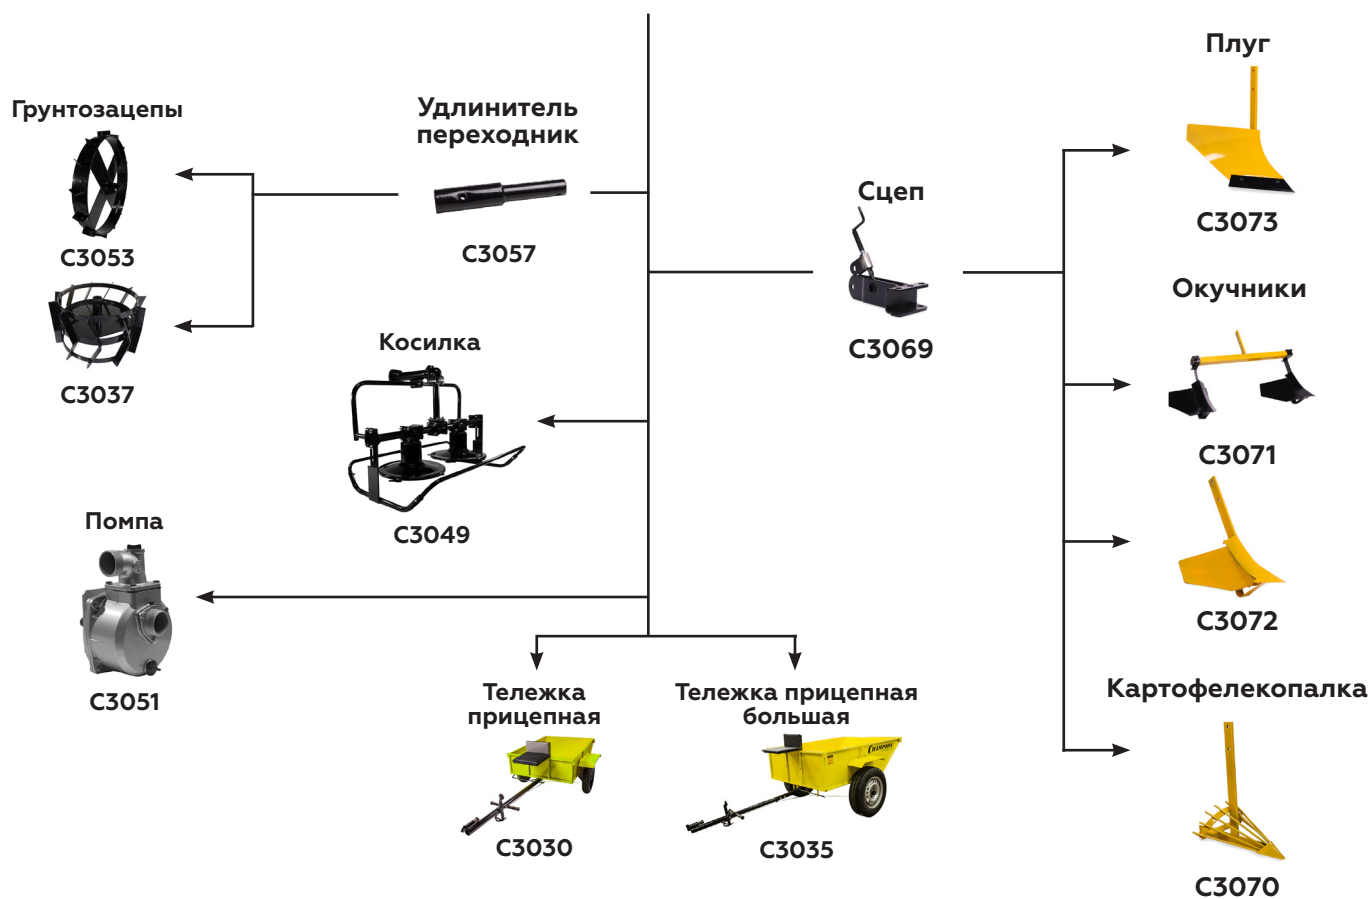 Плуг
Грунтозацепы
Удлинитель
переходник
Сцеп
C3073
C3053
C3057
Окучники
Косилка
C3069
C3037
C3071
Помпа
C3049
C3072
Тележка
прицепная
Тележка прицепная
большая
Картофелекопалка
C3051
CHAMPION
C3030
C3035
C3070